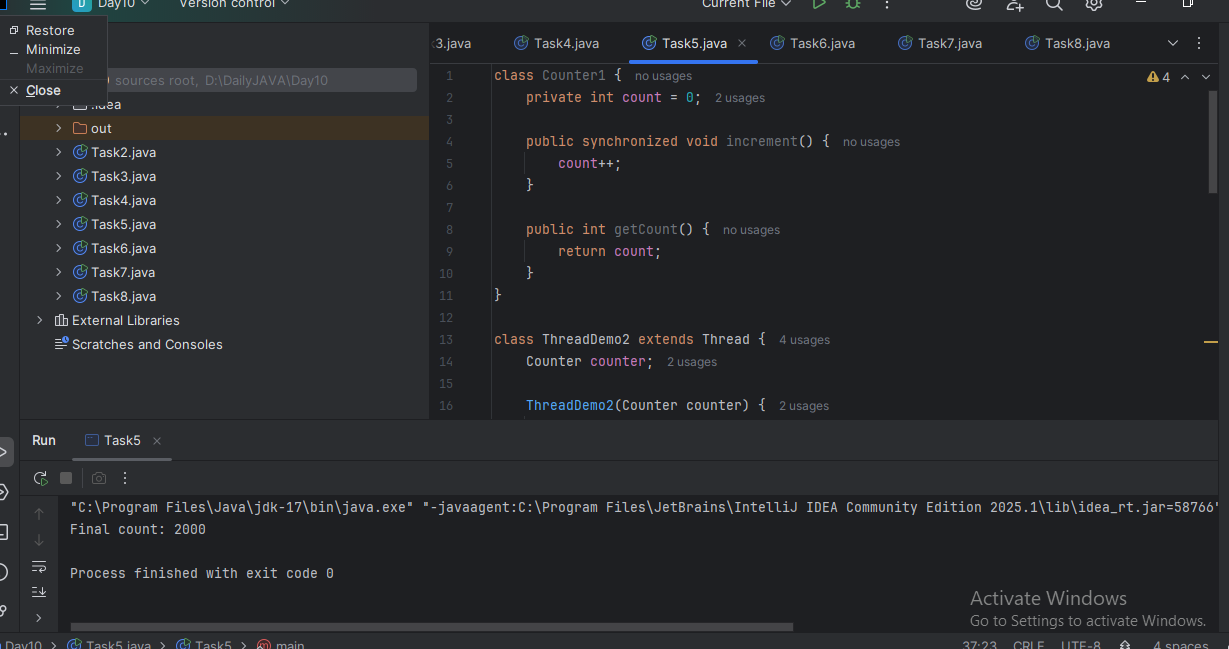 Day10
Version control
Current File
Restore
Minimize
Maximize
Close
sources root, D:\DailyJAVA\Day10
.idea
out
Task2.java
Task3.java
Task4.java
Task5.java
Task6.java
Task7.java
Task8.java
External Libraries
Scratches and Consoles
3.java
Task4.java
Task5.java
Task6.java
Task7.java
Task8.java
4
1 class Counter1 { no usages
2 private int count = 0; 2 usages
3
4 public synchronized void increment() { no usages
5 count++;
6 }
7
8 public int getCount() { no usages
9 return count;
10 }
11 }
12
13 class ThreadDemo2 extends Thread { 4 usages
14 Counter counter; 2 usages
15
16 ThreadDemo2(Counter counter) { 2 usages
Run Task5
"C:\Program Files\Java\jdk-17\bin\java.exe" "-javaagent:C:\Program Files\JetBrains\IntelliJ IDEA Community Edition 2025.1\lib\idea_rt.jar=58766
Final count: 2000
Process finished with exit code 0
Activate Windows
Go to Settings to activate Windows.
Day10 > Task5.java > Task5 > main
37:23 CRLF UTF-8 4 spaces